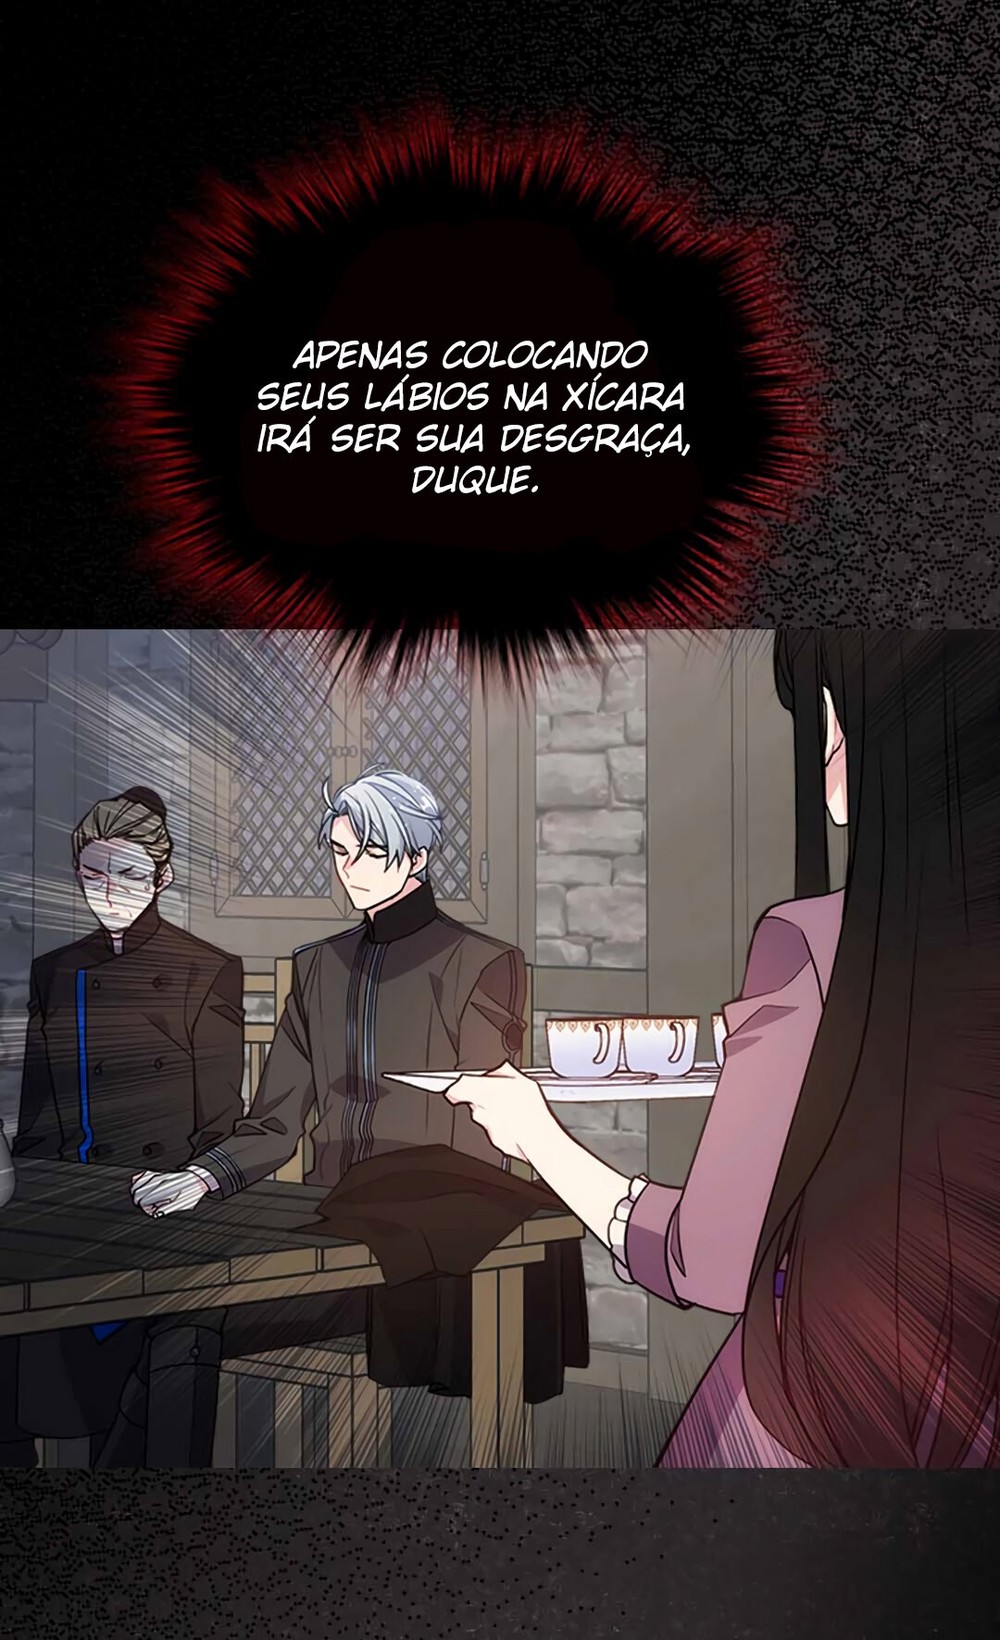 APENAS COLOCANDO
SEUS LÁBIOS NA XÍCARA
IRÁ SER SUA DESGRAÇA,
DUQUE.